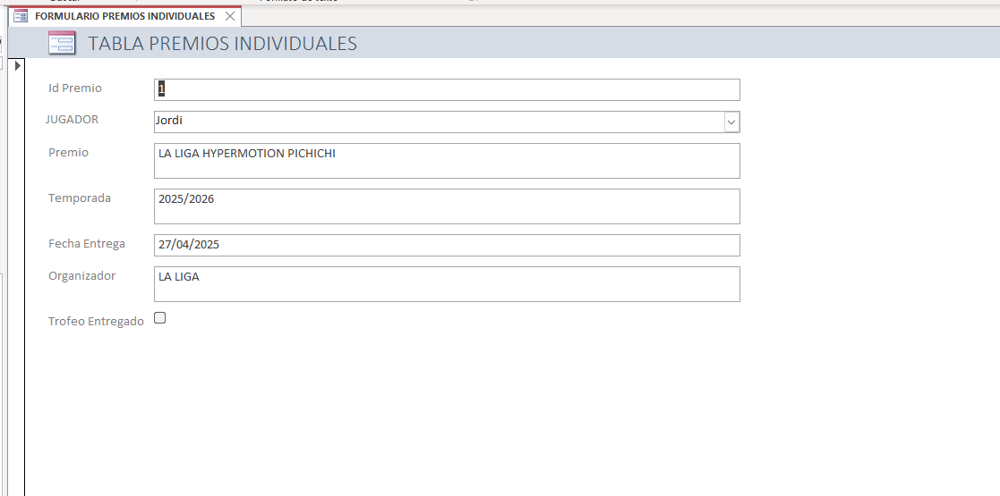 FORMULARIO PREMIOS INDIVIDUALES
TABLA PREMIOS INDIVIDUALES
Id Premio 1
JUGADOR Jordi
Premio LA LIGA HYPERMOTION PICHICHI
Temporada 2025/2026
Fecha Entrega 27/04/2025
Organizador LA LIGA
Trofeo Entregado